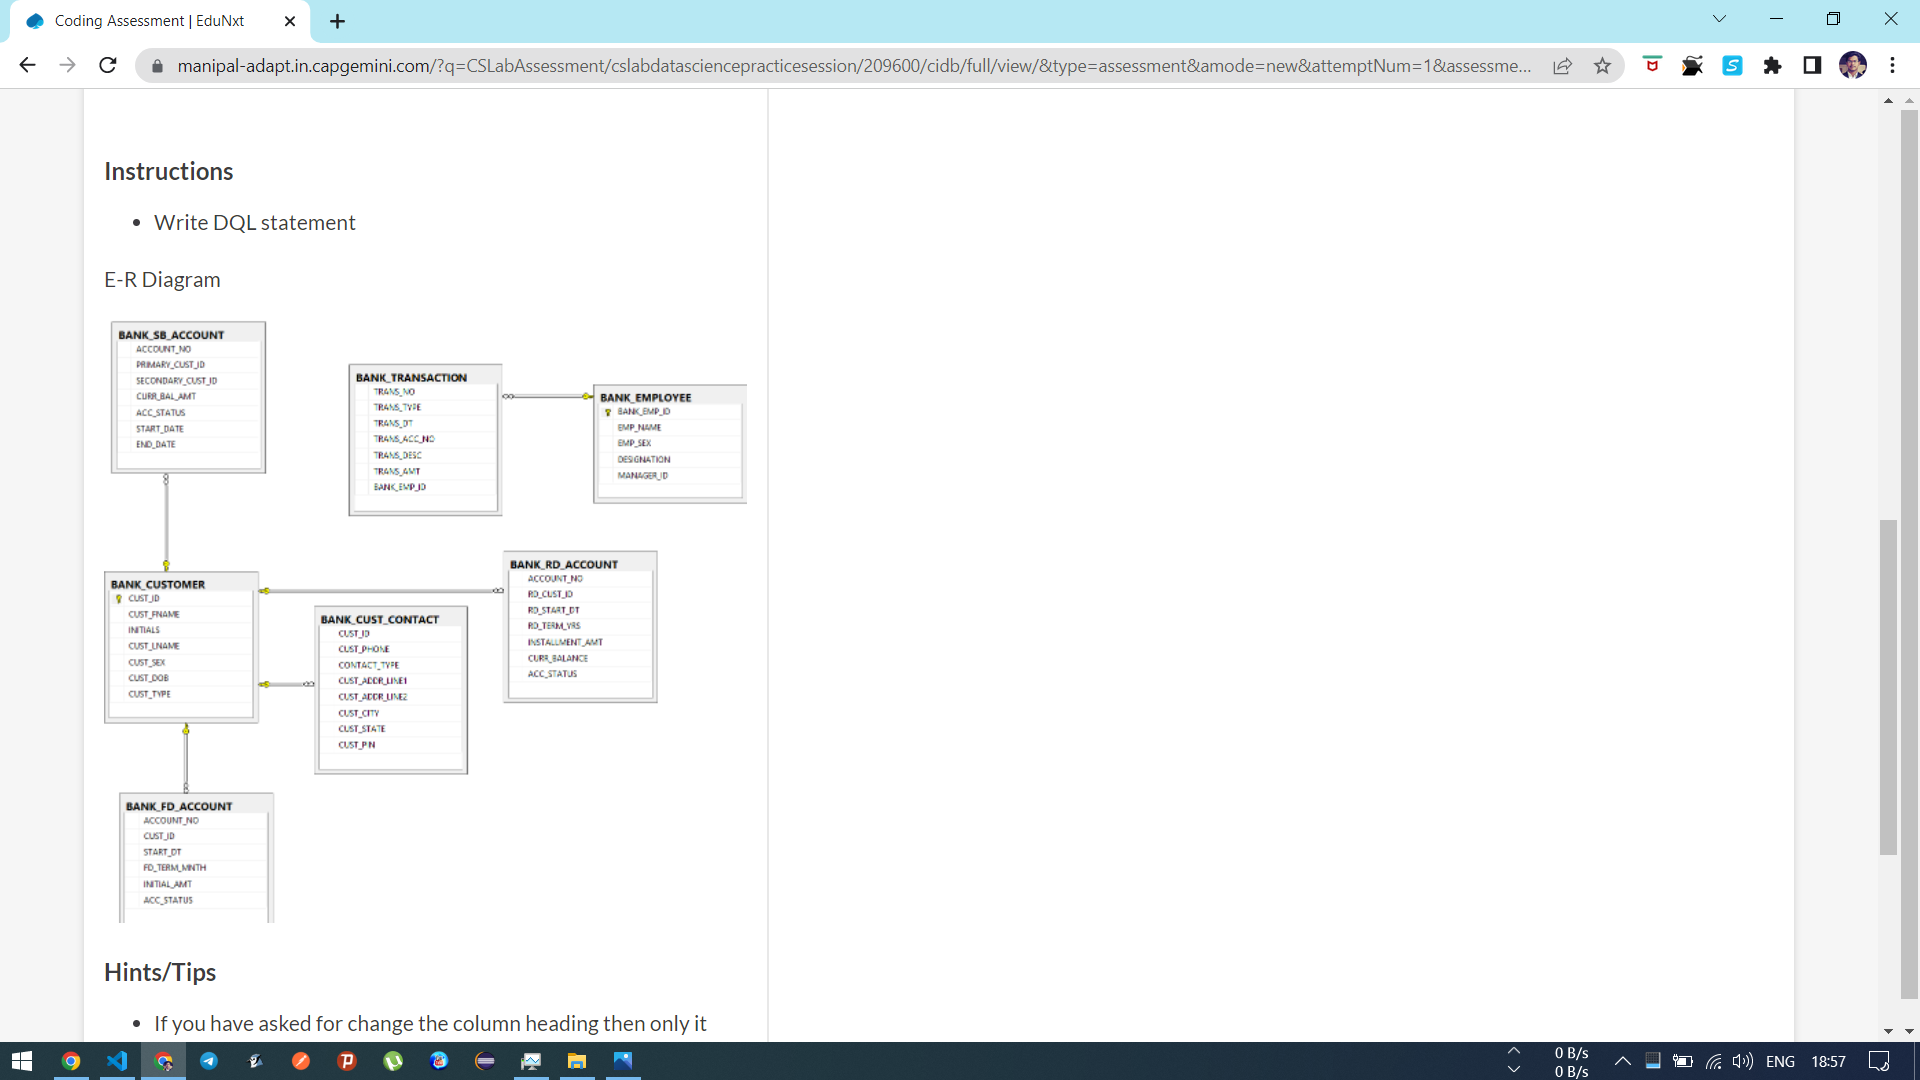 Coding Assessment | EduNxt
manipal-adapt.in.capgemini.com/?q=CSLabAssessment/cslabdatasciencepracticesession/209600/cidb/full/view/&type=assessment&amode=new&attemptNum=1&assessme...
Instructions
• Write DQL statement
E-R Diagram
BANK_SB_ACCOUNT
ACCOUNT_NO
PRIMARY_CUST_ID
SECONDARY_CUST_ID
CURR_BAL_AMT
ACC_STATUS
START_DATE
END_DATE
BANK_TRANSACTION
TRANS_NO
TRANS_TYPE
TRANS_DT
TRANS_ACC_NO
TRANS_DESC
TRANS_AMT
BANK_EMP_ID
BANK_EMPLOYEE
BANK_EMP_ID
EMP_NAME
EMP_SEX
DESIGNATION
MANAGER_ID
BANK_CUSTOMER
CUST_ID
CUST_FNAME
INITIALS
CUST_LNAME
CUST_SEX
CUST_DOB
CUST_TYPE
BANK_CUST_CONTACT
CUST_ID
CUST_PHONE
CONTACT_TYPE
CUST_ADDR_LINE1
CUST_ADDR_LINE2
CUST_CITY
CUST_STATE
CUST_PIN
BANK_RD_ACCOUNT
ACCOUNT_NO
RD_CUST_ID
RD_START_DT
RD_TERM_YRS
INSTALLMENT_AMT
CURR_BALANCE
ACC_STATUS
BANK_FD_ACCOUNT
ACCOUNT_NO
CUST_ID
START_DT
FD_TERM_MNTH
INITIAL_AMT
ACC_STATUS
Hints/Tips
• If you have asked for change the column heading then only it
0 B/s
0 B/s
ENG
18:57